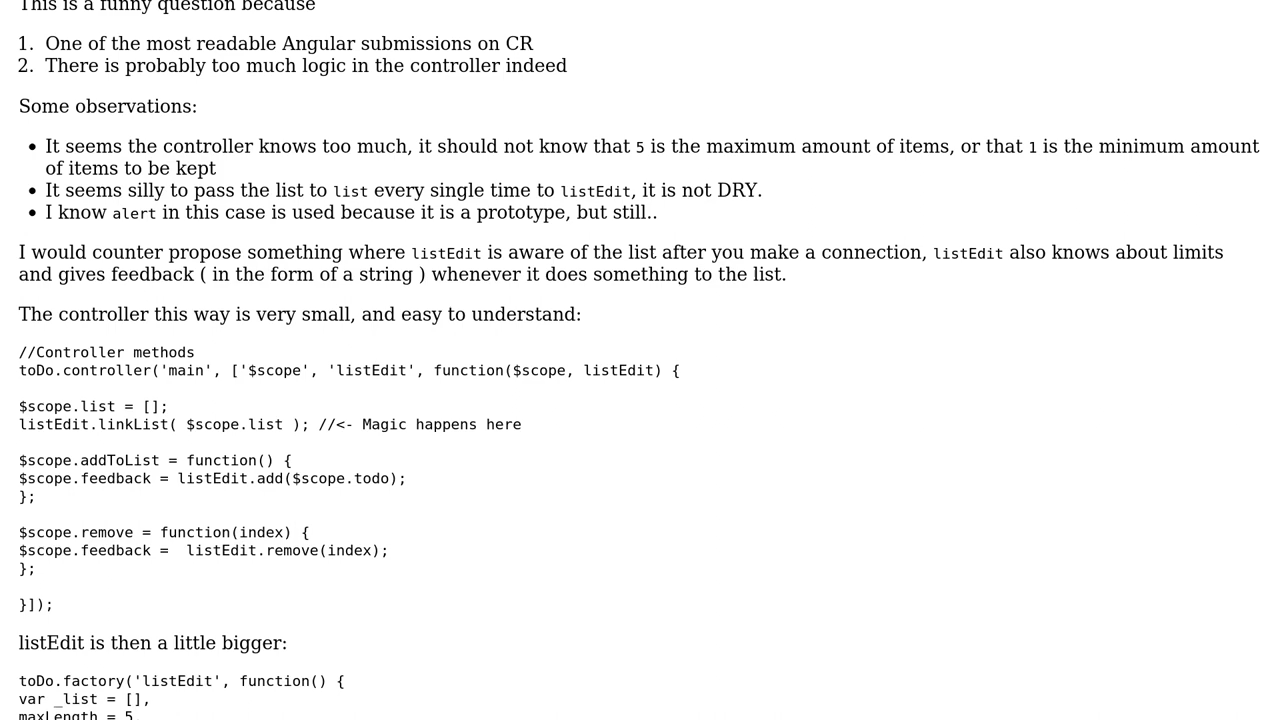 This is a funny question because
1. One of the most readable Angular submissions on CR
2. There is probably too much logic in the controller indeed
Some observations:
• It seems the controller knows too much, it should not know that 5 is the maximum amount of items, or that 1 is the minimum amount
of items to be kept
• It seems silly to pass the list to list every single time to listEdit, it is not DRY.
• I know alert in this case is used because it is a prototype, but still..
I would counter propose something where listEdit is aware of the list after you make a connection, listEdit also knows about limits
and gives feedback ( in the form of a string ) whenever it does something to the list.
The controller this way is very small, and easy to understand:
//Controller methods
toDo.controller('main', ['$scope', 'listEdit', function($scope, listEdit) {
$scope.list = [];
listEdit.linkList( $scope.list ); //<- Magic happens here
$scope.addToList = function() {
$scope.feedback = listEdit.add($scope.todo);
};
$scope.remove = function(index) {
$scope.feedback =  listEdit.remove(index);
};
}]);
listEdit is then a little bigger:
toDo.factory('listEdit', function() {
var _list = [],
maxLength = 5,